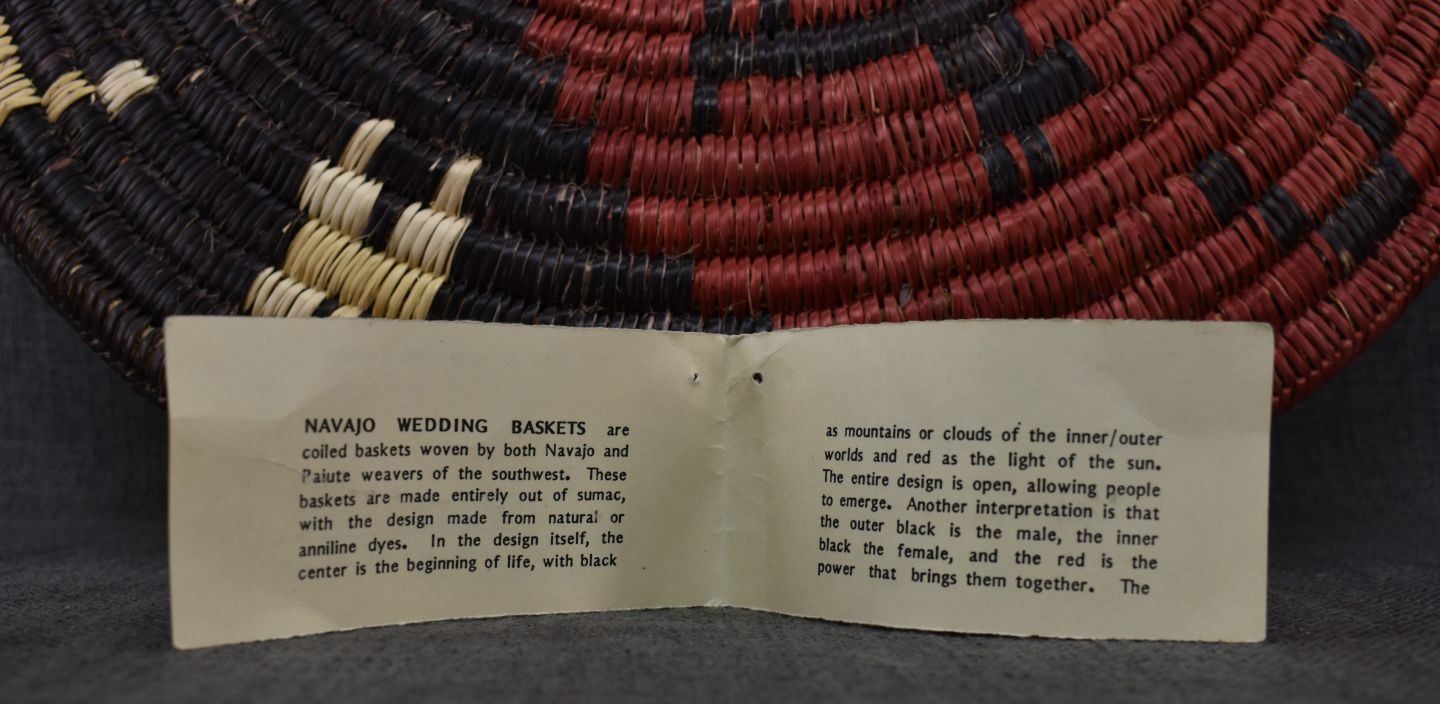 NAVAJO WEDDING BASKETS are
coiled baskets woven by both Navajo and
Paiute weavers of the southwest. These
baskets are made entirely out of sumac,
with the design made from natural or
anniline dyes. In the design itself, the
center is the beginning of life, with black
as mountains or clouds of the inner/outer
worlds and red as the light of the sun.
The entire design is open, allowing people
to emerge. Another interpretation is that
the outer black is the male, the inner
black the female, and the red is the
power that brings them together. The